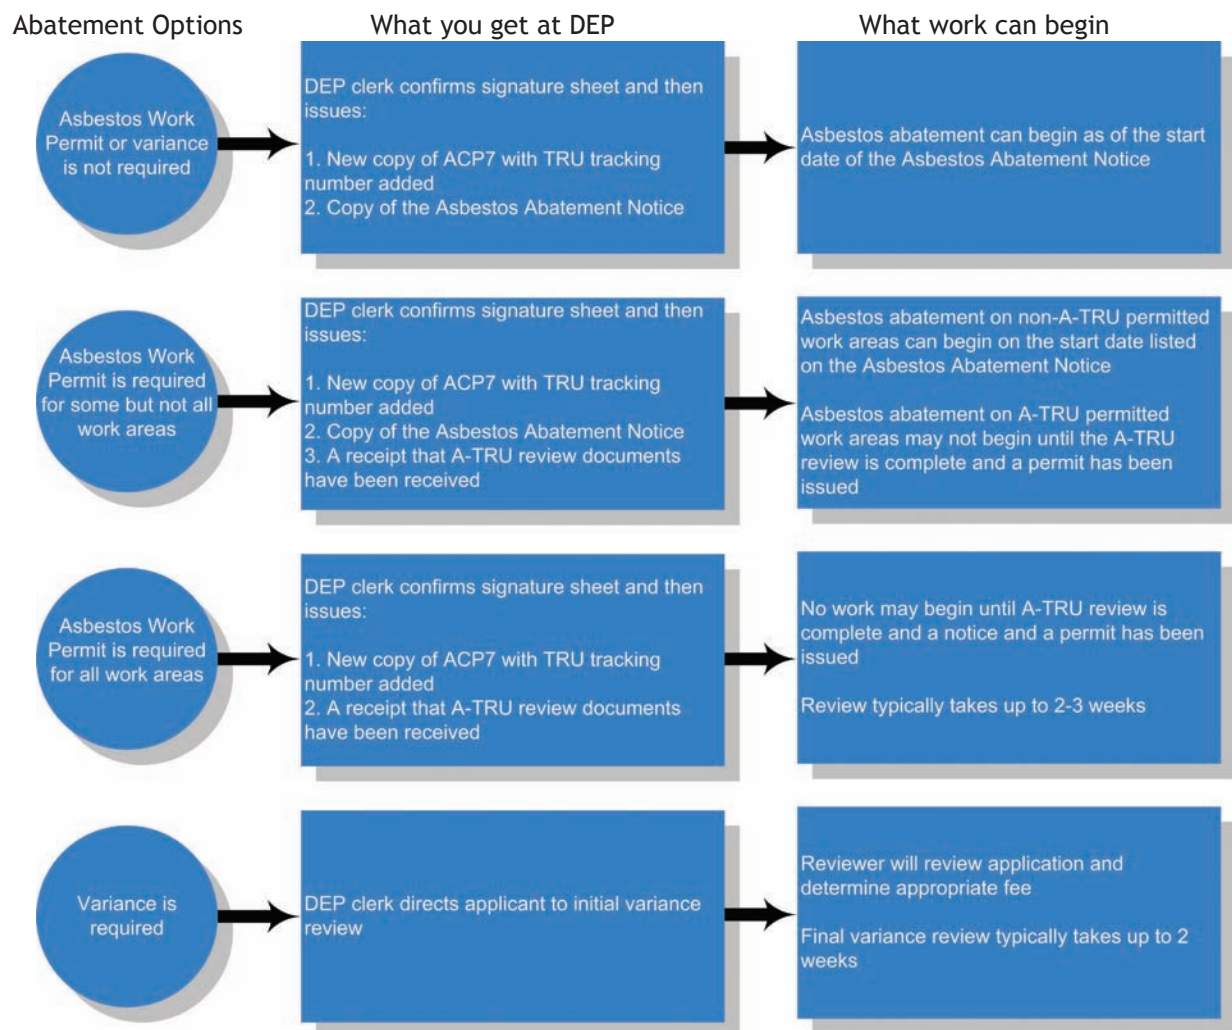 Abatement Options
What you get at DEP
What work can begin
Asbestos Work
Permit or variance
is not required
DEP clerk confirms signature sheet and then
issues:
1. New copy of ACP7 with TRU tracking
number added
2. Copy of the Asbestos Abatement Notice
Asbestos abatement can begin as of the start
date of the Asbestos Abatement Notice
Asbestos Work
Permit is required
for some but not all
work areas
DEP clerk confirms signature sheet and then
issues:
1. New copy of ACP7 with TRU tracking
number added
2. Copy of the Asbestos Abatement Notice
3. A receipt that A-TRU review documents
have been received
Asbestos abatement on non-A-TRU permitted
work areas can begin on the start date listed
on the Asbestos Abatement Notice
Asbestos abatement on A-TRU permitted
work areas may not begin until the A-TRU
review is complete and a permit has been
issued
Asbestos Work
Permit is required
for all work areas
DEP clerk confirms signature sheet and then
issues:
1. New copy of ACP7 with TRU tracking
number added
2. A receipt that A-TRU review documents
have been received
No work may begin until A-TRU review is
complete and a notice and a permit has been
issued
Review typically takes up to 2-3 weeks
Variance is
required
DEP clerk directs applicant to initial variance
review
Reviewer will review application and
determine appropriate fee
Final variance review typically takes up to 2
weeks